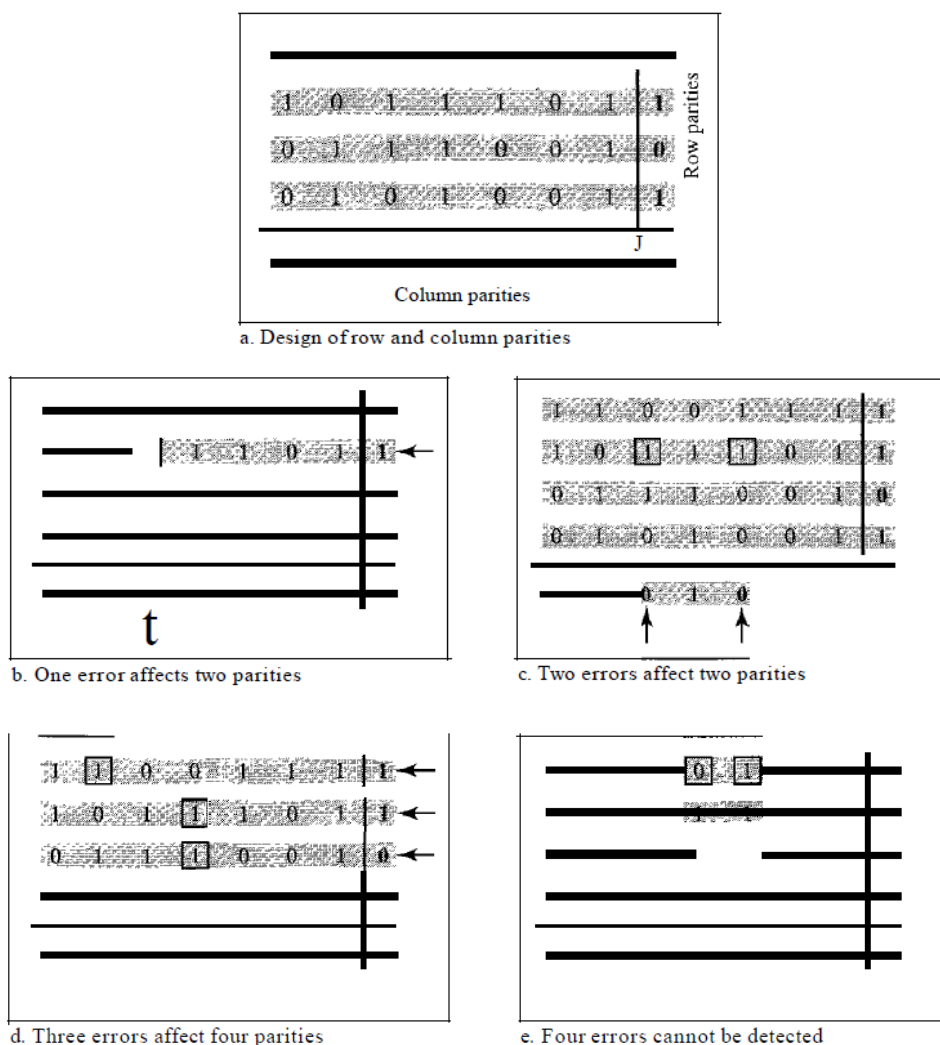 1 0 1 1 1 0 1 1
0 1 1 1 0 0 1 0
0 1 0 1 0 0 1 1
Row parities
J
Column parities
a. Design of row and column parities
1 1 0 1 1
t
b. One error affects two parities
1 1 0 0 1 1 1 1
1 0 1 1 1 0 1 1
0 1 1 1 0 0 1 0
0 1 0 1 0 0 1 1
0 1 0
c. Two errors affect two parities
1 1 0 0 1 1 1 1
1 0 1 1 1 0 1 1
0 1 1 1 0 0 1 0
d. Three errors affect four parities
0 1
e. Four errors cannot be detected